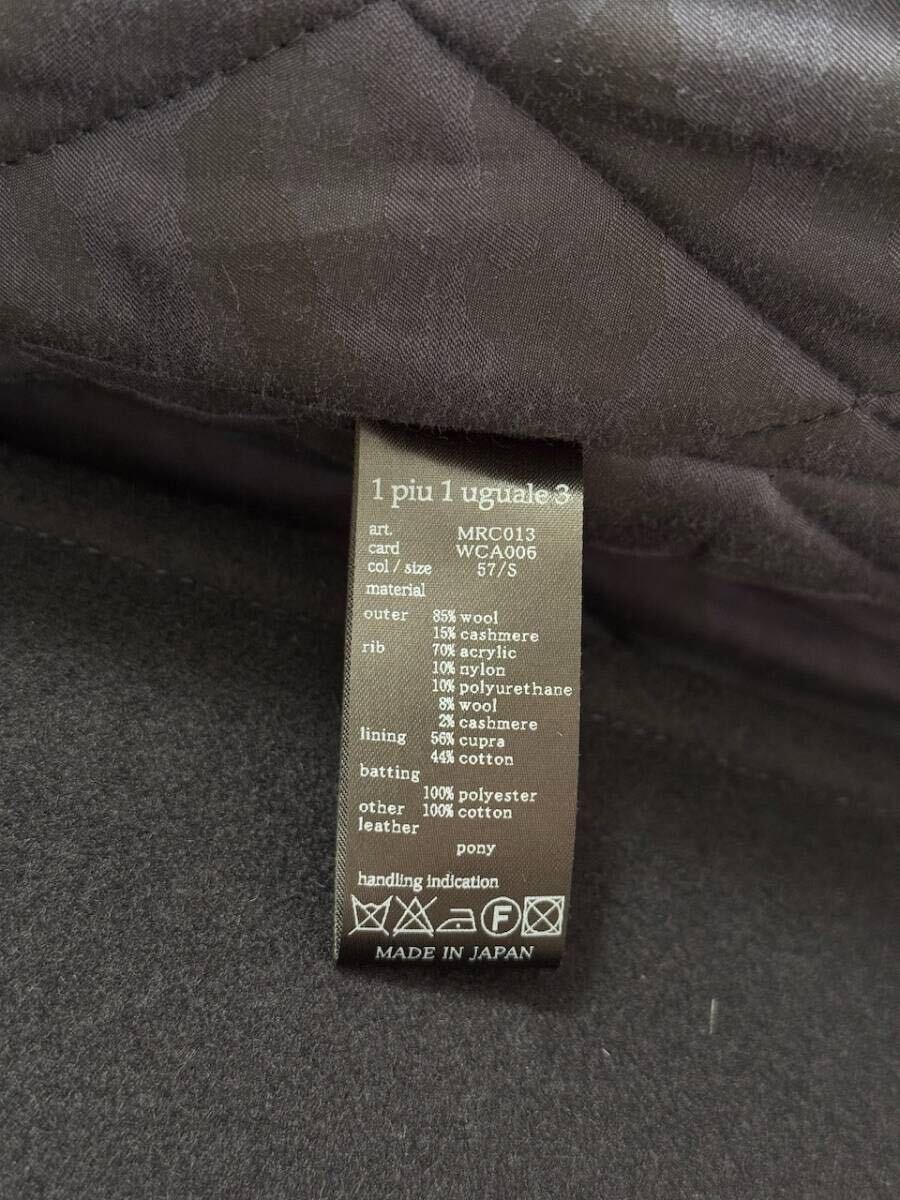 1 piu 1 uguale 3
art. MRC013
card WCA006
col / size 57/S
material
outer 85% wool
15% cashmere
rib 70% acrylic
10% nylon
10% polyurethane
8% wool
2% cashmere
lining 56% cupra
44% cotton
batting
100% polyester
other 100% cotton
leather
pony
handling indication
F
MADE IN JAPAN